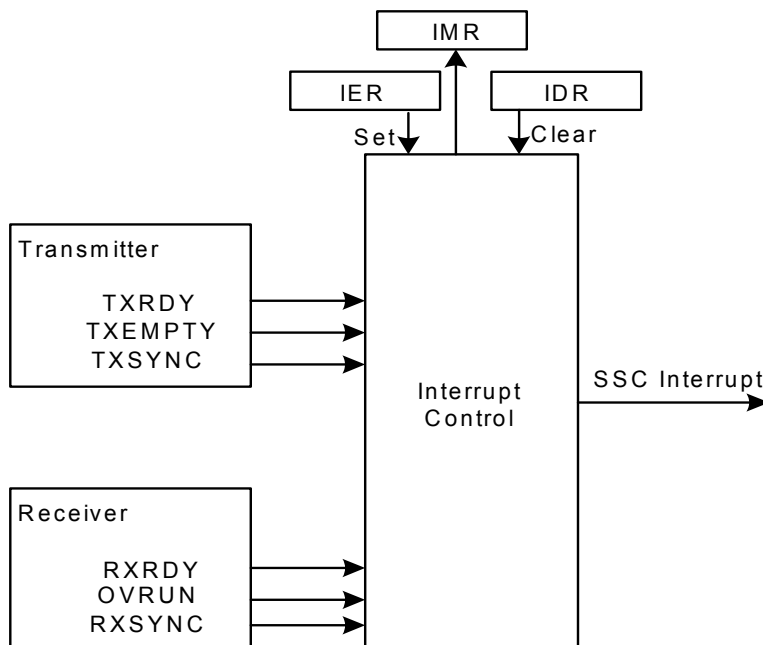 IMR
IER
IDR
Set
Clear
Transmitter
TXRDY
TXEMPTY
TXSYNC
Interrupt
Control
SSC Interrupt
Receiver
RXRDY
OVRUN
RXSYNC